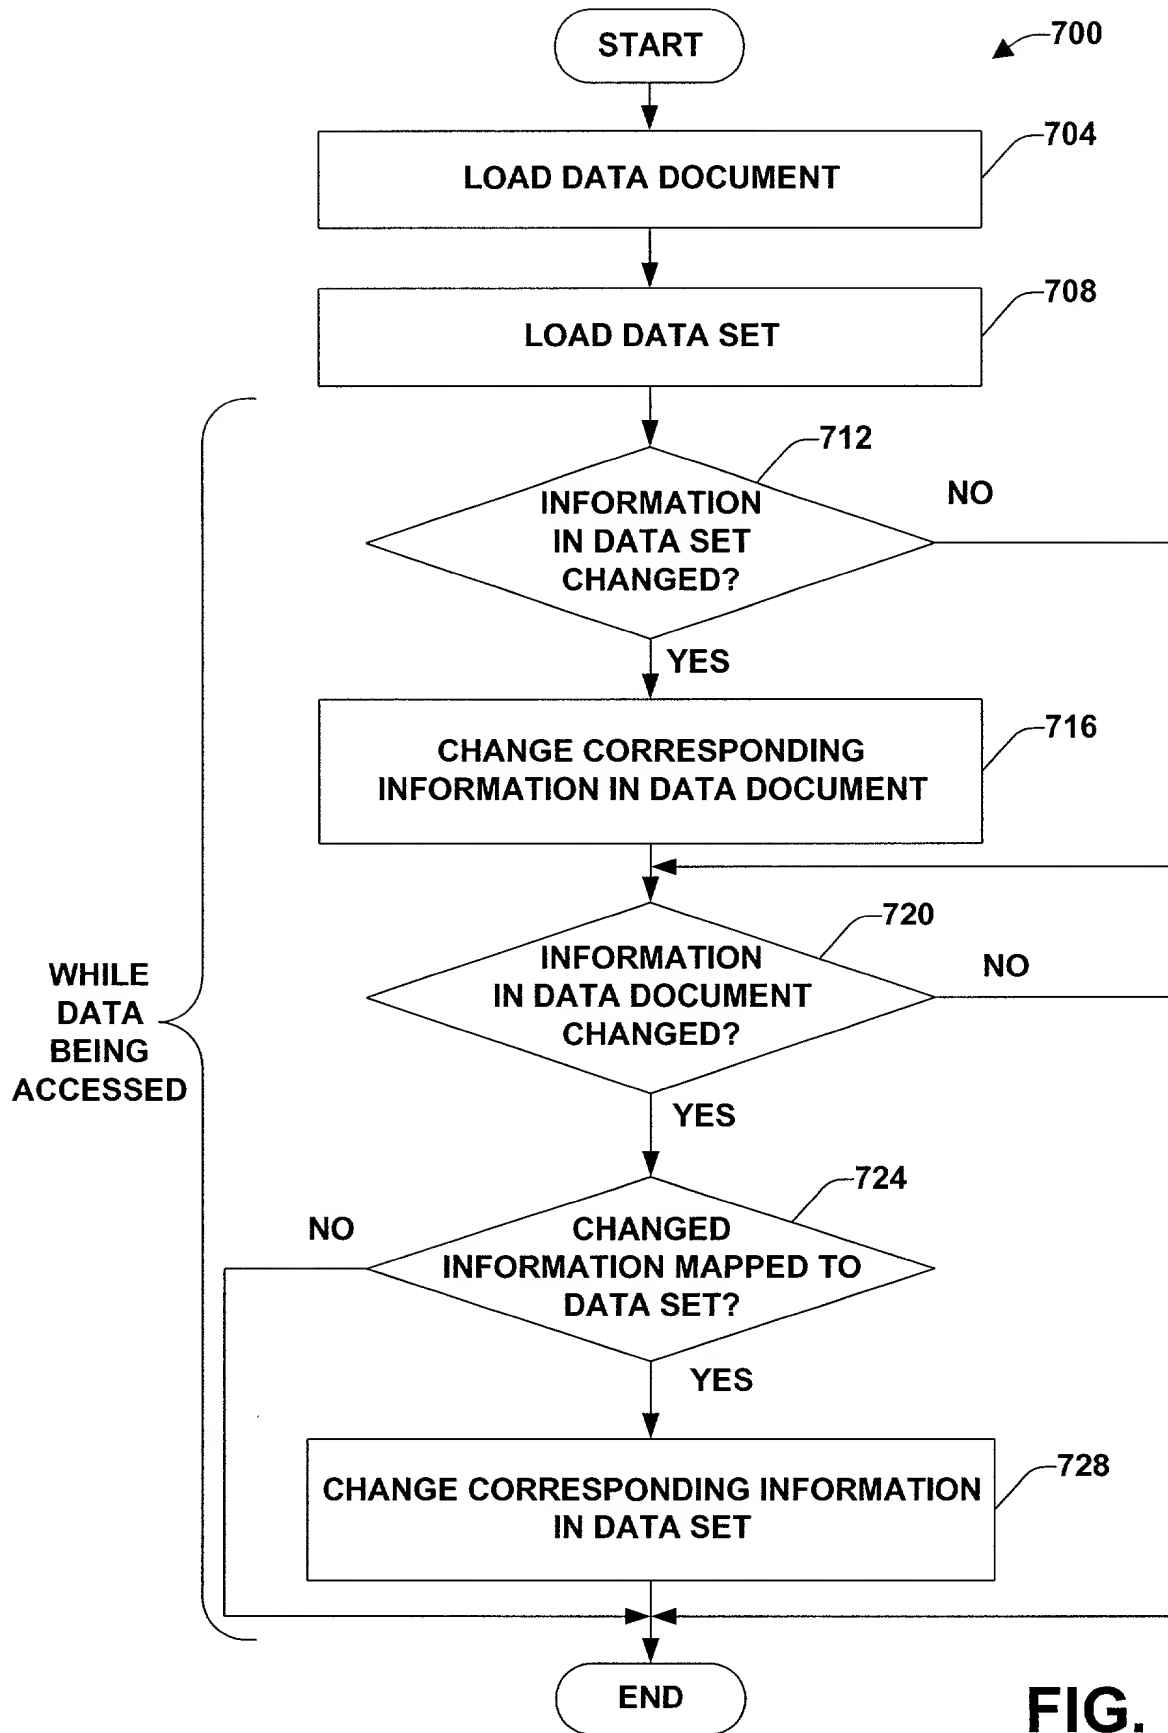 START
700
704
LOAD DATA DOCUMENT
708
LOAD DATA SET
712
INFORMATION
IN DATA SET
CHANGED?
NO
YES
716
CHANGE CORRESPONDING
INFORMATION IN DATA DOCUMENT
720
INFORMATION
IN DATA DOCUMENT
CHANGED?
NO
WHILE
DATA
BEING
ACCESSED
YES
724
NO
CHANGED
INFORMATION MAPPED TO
DATA SET?
YES
728
CHANGE CORRESPONDING INFORMATION
IN DATA SET
END
FIG.